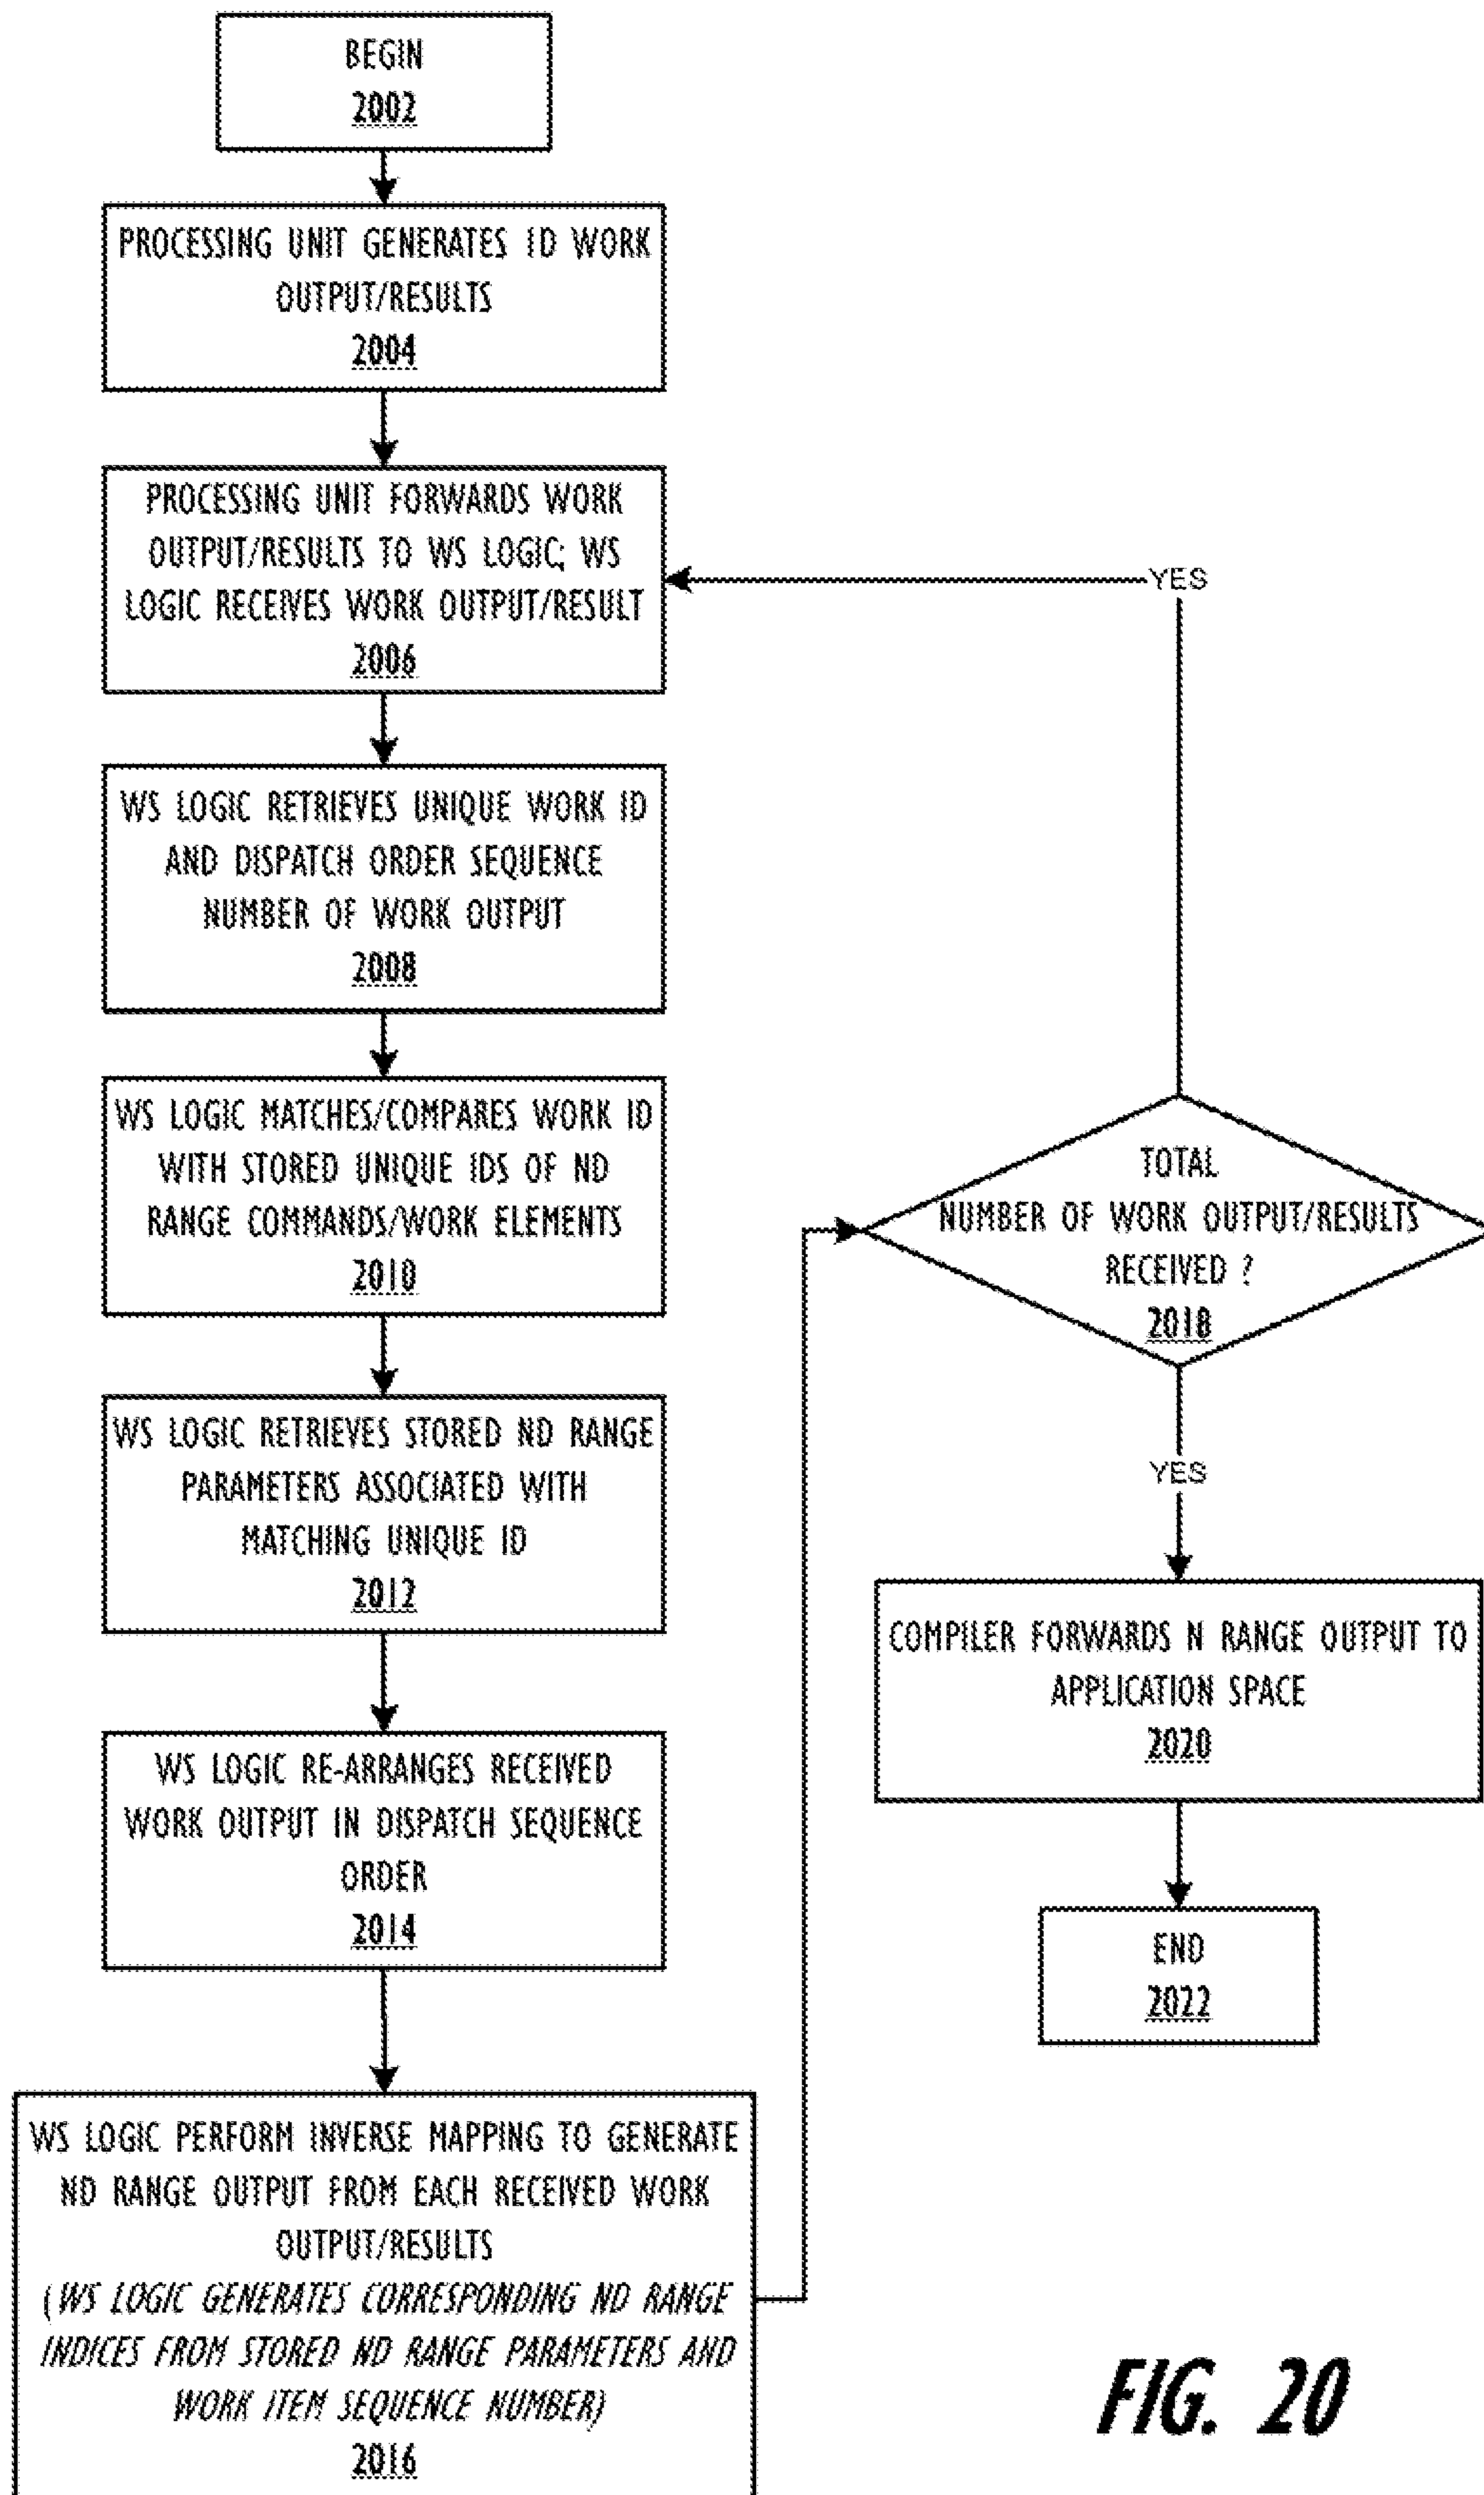 BEGIN
2002
PROCESSING UNIT GENERATES 1D WORK
OUTPUT/RESULTS
2004
PROCESSING UNIT FORWARDS WORK
OUTPUT/RESULTS TO WS LOGIC; WS
LOGIC RECEIVES WORK OUTPUT/RESULT
2006
WS LOGIC RETRIEVES UNIQUE WORK ID
AND DISPATCH ORDER SEQUENCE
NUMBER OF WORK OUTPUT
2008
WS LOGIC MATCHES/COMPARES WORK ID
WITH STORED UNIQUE IDS OF ND
RANGE COMMANDS/WORK ELEMENTS
2010
WS LOGIC RETRIEVES STORED ND RANGE
PARAMETERS ASSOCIATED WITH
MATCHING UNIQUE ID
2012
WS LOGIC RE-ARRANGES RECEIVED
WORK OUTPUT IN DISPATCH SEQUENCE
ORDER
2014
WS LOGIC PERFORM INVERSE MAPPING TO GENERATE
ND RANGE OUTPUT FROM EACH RECEIVED WORK
OUTPUT/RESULTS
(WS LOGIC GENERATES CORRESPONDING ND RANGE
INDICES FROM STORED ND RANGE PARAMETERS AND
WORK ITEM SEQUENCE NUMBER)
2016
YES
TOTAL
NUMBER OF WORK OUTPUT/RESULTS
RECEIVED ?
2018
YES
COMPILER FORWARDS N RANGE OUTPUT TO
APPLICATION SPACE
2020
END
2022
FIG. 20